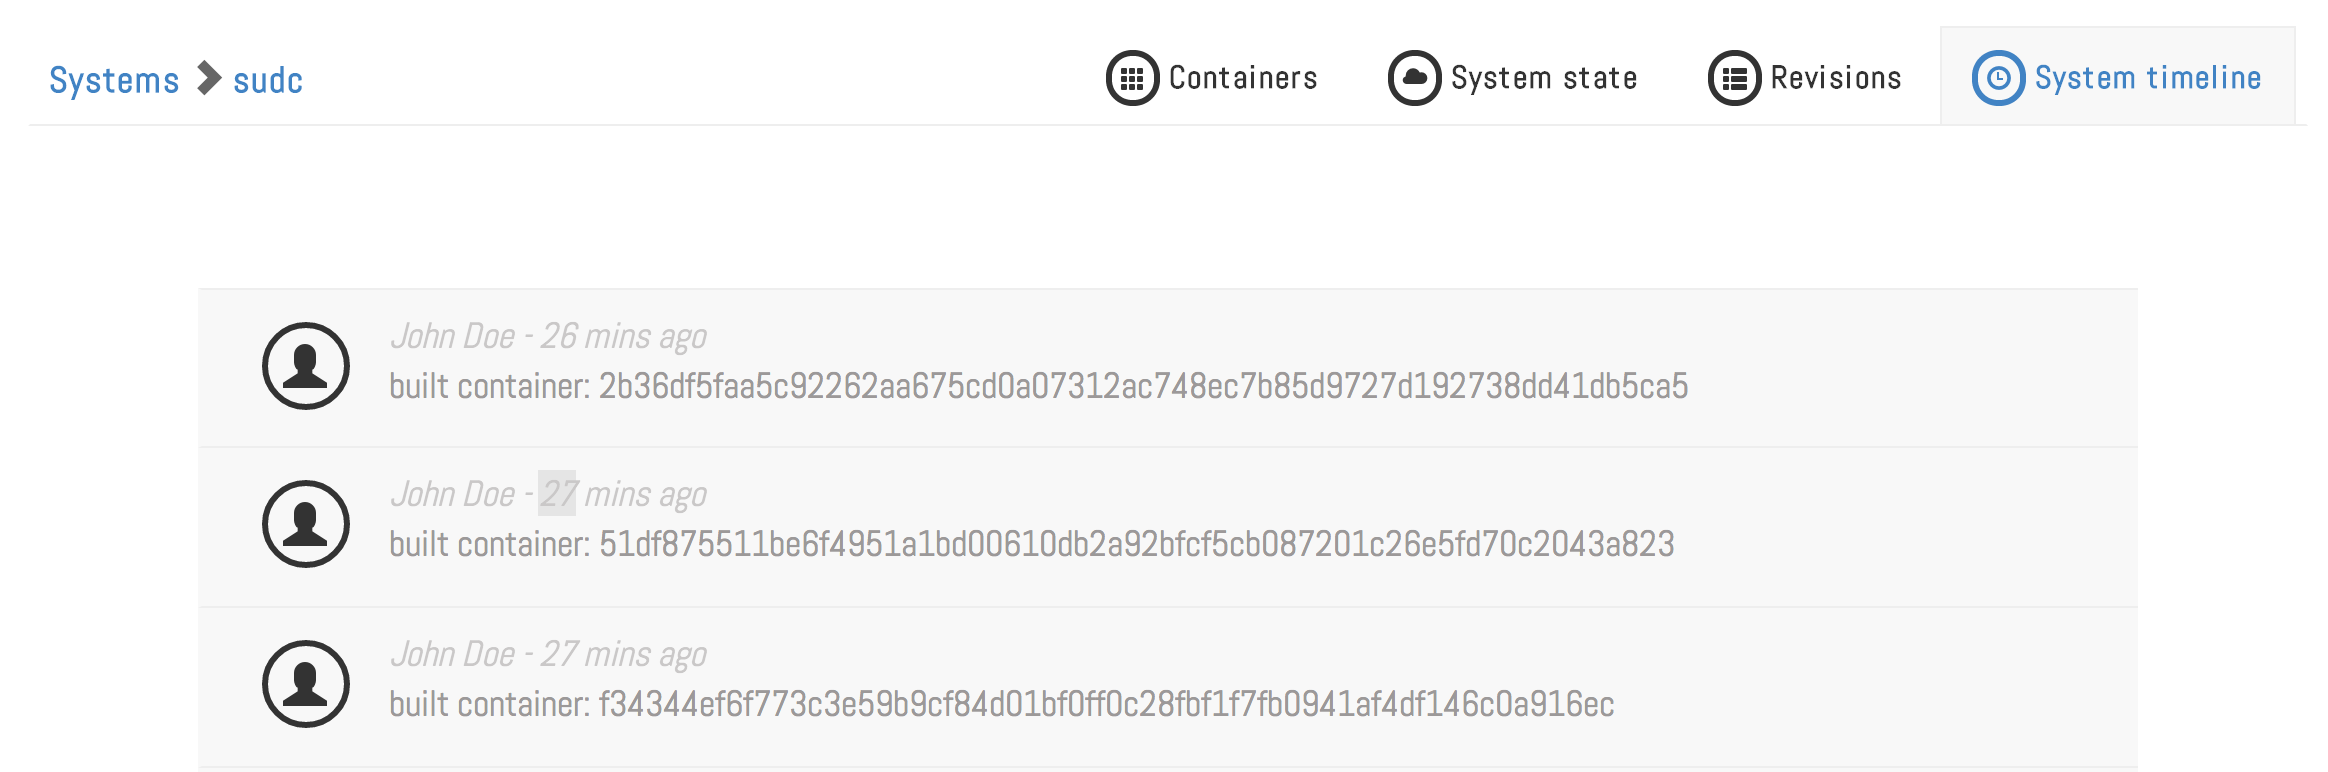 Systems sudc Containers System state Revisions System timeline
John Doe - 26 mins ago
built container: 2b36df5faa5c92262aa675cd0a07312ac748ec7b85d9727d192738dd41db5ca5
John Doe - 27 mins ago
built container: 51df875511be6f4951a1bd00610db2a92bfcf5cb087201c26e5fd70c2043a823
John Doe - 27 mins ago
built container: f34344ef6f773c3e59b9cf84d01bf0ff0c28fbf1f7fb0941af4df146c0a916ec